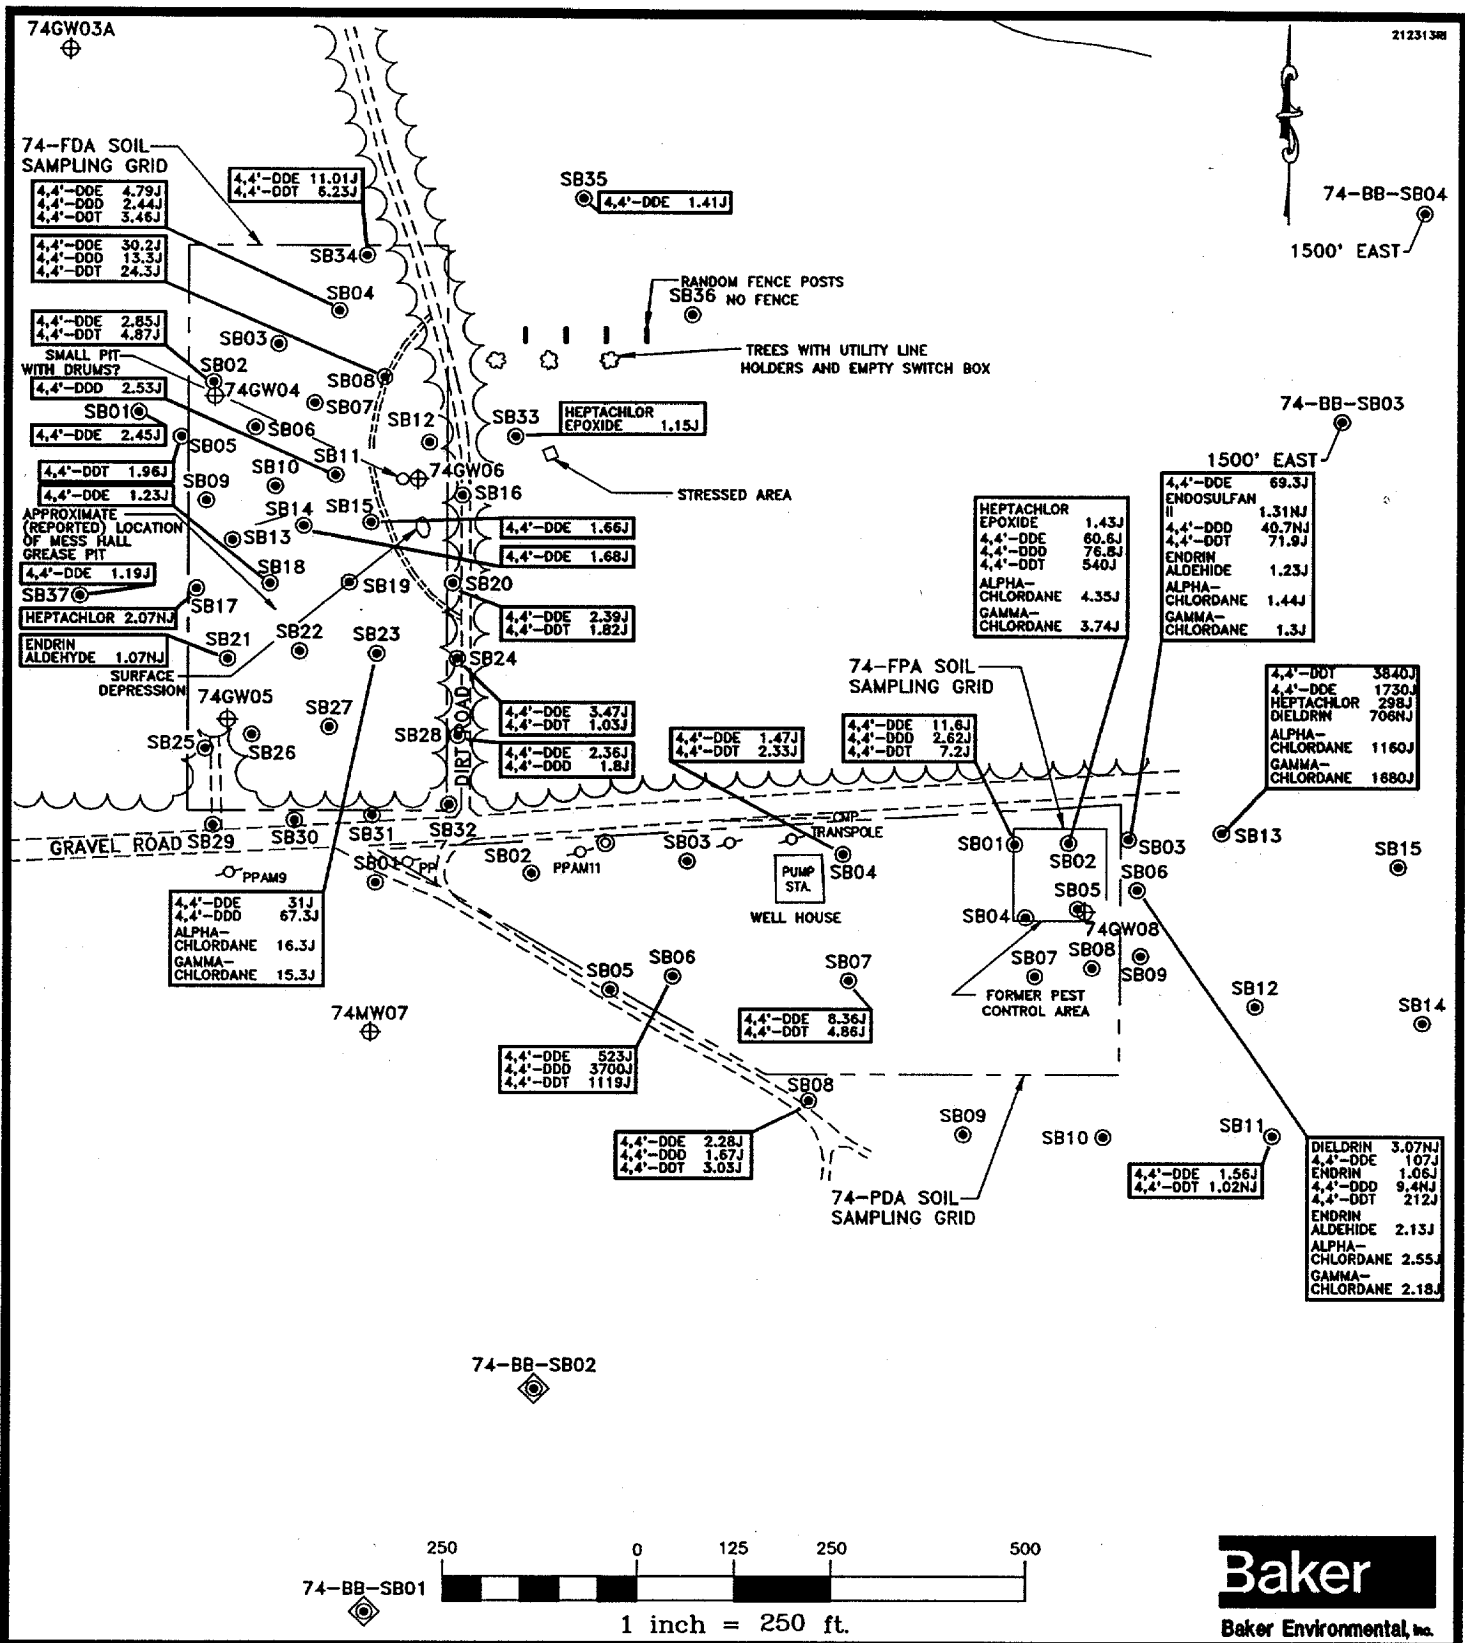 74GW03A
212313RI
74-FDA SOIL
SAMPLING GRID
4,4'-DDE 4.79J
4,4'-DDD 2.44J
4,4'-DDT 3.46J
4,4'-DDE 11.01J
4,4'-DDT 6.23J
SB35
4,4'-DDE 1.41J
74-BB-SB04
1500' EAST
4,4'-DDE 30.2J
4,4'-DDD 13.3J
4,4'-DDT 24.3J
SB34
SB04
RANDOM FENCE POSTS
NO FENCE
SB36
4,4'-DDE 2.85J
4,4'-DDT 4.87J
SB03
SMALL PIT
WITH DRUMS?
SB02
74GW04
SB08
TREES WITH UTILITY LINE
HOLDERS AND EMPTY SWITCH BOX
4,4'-DDD 2.53J
SB01
SB07
SB12
SB33
HEPTACHLOR
EPOXIDE 1.15J
74-BB-SB03
1500' EAST
4,4'-DDE 2.45J
SB05
SB06
SB11
74GW06
4,4'-DDT 1.96J
SB10
4,4'-DDE 1.23J
SB09
SB16
STRESSED AREA
APPROXIMATE
(REPORTED) LOCATION
OF MESS HALL
GREASE PIT
SB14
SB15
SB13
4,4'-DDE 1.66J
4,4'-DDE 1.68J
4,4'-DDE 1.19J
SB37
SB18
SB17
SB19
SB20
HEPTACHLOR 2.07NJ
4,4'-DDE 2.39J
4,4'-DDT 1.82J
ENDRIN
ALDEHYDE 1.07NJ
SB21
SB22
SB23
SB24
SURFACE
DEPRESSION
74GW05
SB27
SB25
SB26
SB28
DIRT ROAD
4,4'-DDE 3.47J
4,4'-DDT 1.03J
4,4'-DDE 2.36J
4,4'-DDD 1.8J
4,4'-DDE 1.47J
4,4'-DDT 2.33J
HEPTACHLOR
EPOXIDE 1.43J
4,4'-DDE 60.6J
4,4'-DDD 76.8J
4,4'-DDT 540J
ALPHA-
CHLORDANE 4.35J
GAMMA-
CHLORDANE 3.74J
4,4'-DDE 69.3J
ENDOSULFAN
II 1.31NJ
4,4'-DDD 40.7NJ
4,4'-DDT 71.9J
ENDRIN
ALDEHIDE 1.23J
ALPHA-
CHLORDANE 1.44J
GAMMA-
CHLORDANE 1.3J
74-FPA SOIL
SAMPLING GRID
4,4'-DDE 11.6J
4,4'-DDD 2.62J
4,4'-DDT 7.2J
4,4'-DDT 3840J
4,4'-DDE 1730J
HEPTACHLOR 298J
DIELDRIN 706NJ
ALPHA-
CHLORDANE 1160J
GAMMA-
CHLORDANE 1680J
GRAVEL ROAD
SB29
SB30
SB31
SB32
CMP
TRANSPOLE
PPAM9
SB01
PP
SB02
PPAM11
SB03
PUMP
STA.
SB04
WELL HOUSE
SB01
SB02
SB03
SB13
SB15
SB06
SB05
SB04
74GW08
4,4'-DDE 31J
4,4'-DDD 67.3J
ALPHA-
CHLORDANE 16.3J
GAMMA-
CHLORDANE 15.3J
SB05
SB06
SB07
SB07
SB08
SB09
SB12
SB14
FORMER PEST
CONTROL AREA
74MW07
4,4'-DDE 8.36J
4,4'-DDT 4.86J
4,4'-DDE 523J
4,4'-DDD 3700J
4,4'-DDT 1119J
SB08
SB09
SB10
SB11
4,4'-DDE 2.28J
4,4'-DDD 1.67J
4,4'-DDT 3.03J
4,4'-DDE 1.56J
4,4'-DDT 1.02NJ
74-PDA SOIL
SAMPLING GRID
DIELDRIN 3.07NJ
4,4'-DDE 107J
ENDRIN 1.06J
4,4'-DDD 9.4NJ
4,4'-DDT 212J
ENDRIN
ALDEHIDE 2.13J
ALPHA-
CHLORDANE 2.55J
GAMMA-
CHLORDANE 2.18J
74-BB-SB02
74-BB-SB01
250 0 125 250 500
1 inch = 250 ft.
Baker
Baker Environmental, Inc.